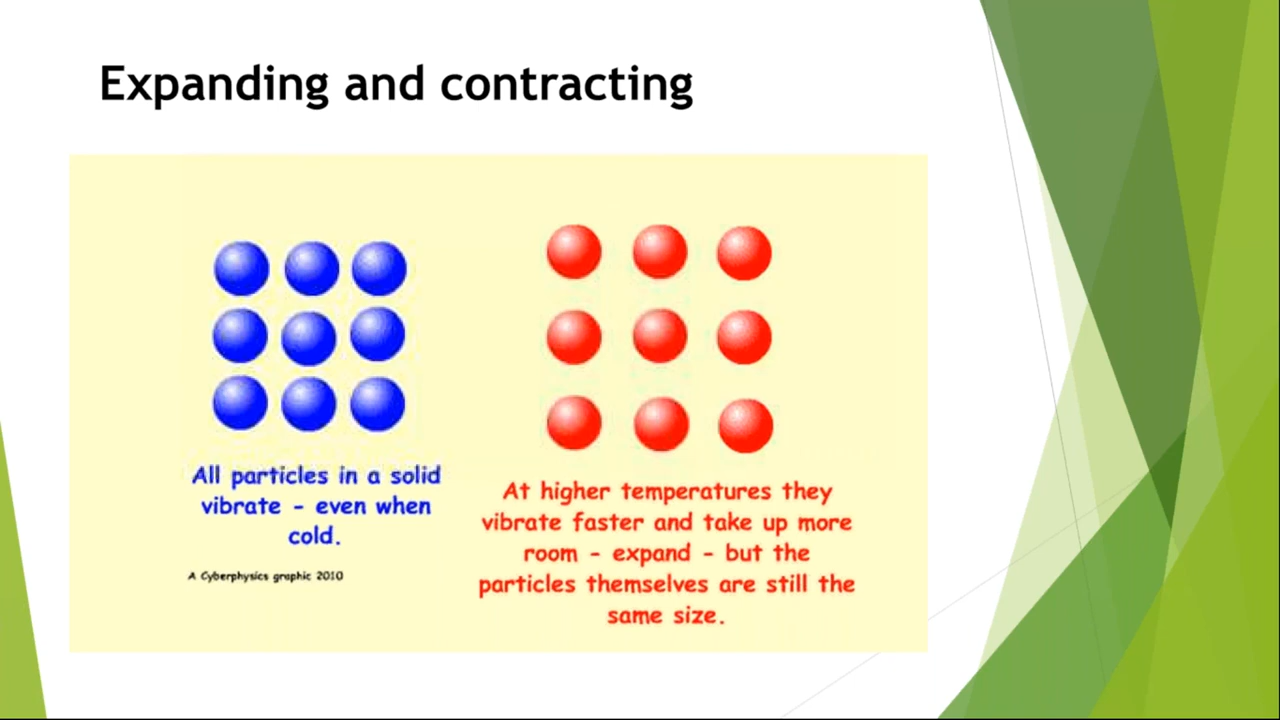 Expanding and contracting
All particles in a solid
vibrate - even when
cold.
A Cyberphysics graphic 2010
At higher temperatures they
vibrate faster and take up more
room - expand - but the
particles themselves are still the
same size.